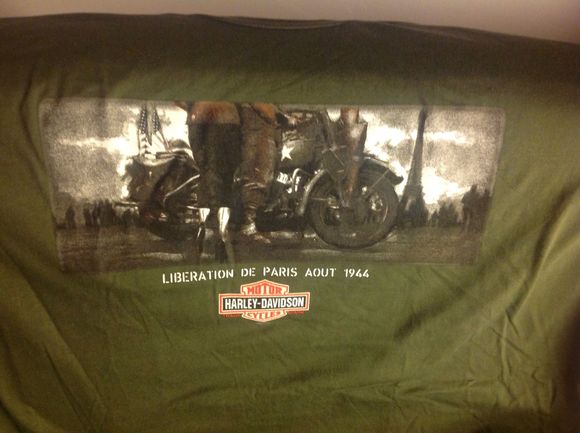 LIBERATION DE PARIS AOUT 1944
MOTOR
HARLEY-DAVIDSON
CYCLES